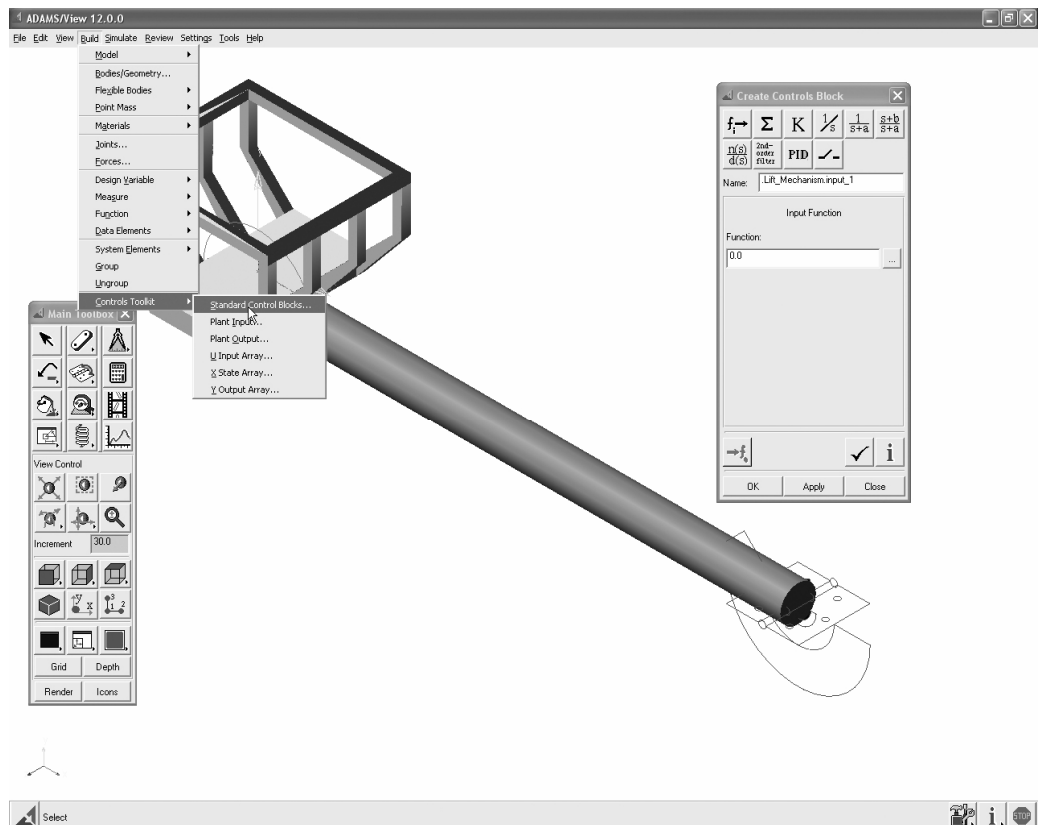 ADAMS/View 12.0.0
File Edit View Build Simulate Review Settings Tools Help
Model
Bodies/Geometry...
Flexible Bodies
Point Mass
Materials
Joints...
Forces...
Design Variable
Measure
Function
Data Elements
System Elements
Group
Ungroup
Controls Toolkit
Standard Control Blocks...
Plant Input...
Plant Output...
U Input Array...
X State Array...
Y Output Array...
Main Toolbox
View Control
Increment 30.0
y x 3 1 2
Grid Depth
Render Icons
Create Controls Block
fi→ Σ K 1/s 1/s+a s+b/s+a
n(s)/d(s) 2nd-order filter PID
Name: .Lift_Mechanism.input_1
Input Function
Function:
0.0 ...
i
OK Apply Close
Select
i STOP